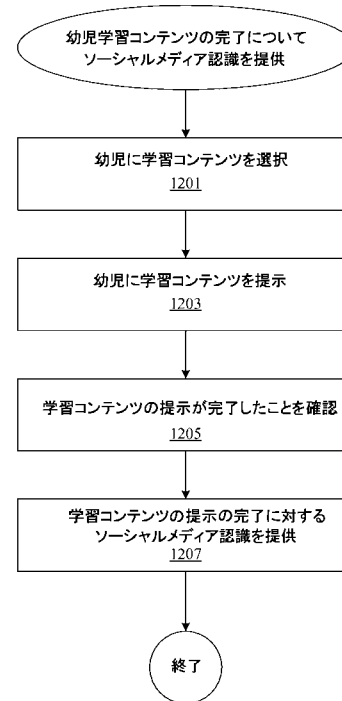 幼児学習コンテンツの完了について
ソーシャルメディア認識を提供
幼児に学習コンテンツを選択
1201
幼児に学習コンテンツを提示
1203
学習コンテンツの提示が完了したことを確認
1205
学習コンテンツの提示の完了に対する
ソーシャルメディア認識を提供
1207
終了